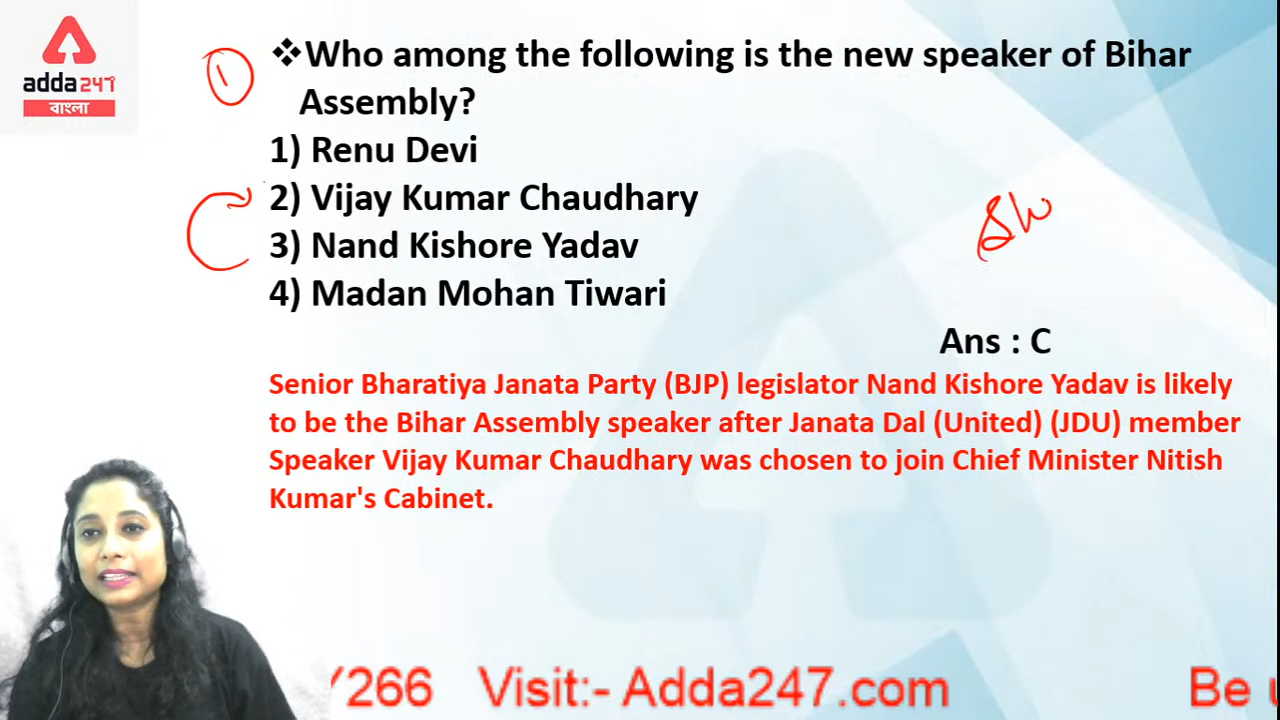 adda247
বাংলা
❖Who among the following is the new speaker of Bihar
Assembly?
1) Renu Devi
2) Vijay Kumar Chaudhary
3) Nand Kishore Yadav
4) Madan Mohan Tiwari
Ans : C
Senior Bharatiya Janata Party (BJP) legislator Nand Kishore Yadav is likely
to be the Bihar Assembly speaker after Janata Dal (United) (JDU) member
Speaker Vijay Kumar Chaudhary was chosen to join Chief Minister Nitish
Kumar's Cabinet.
Y266 Visit:- Adda247.com Be